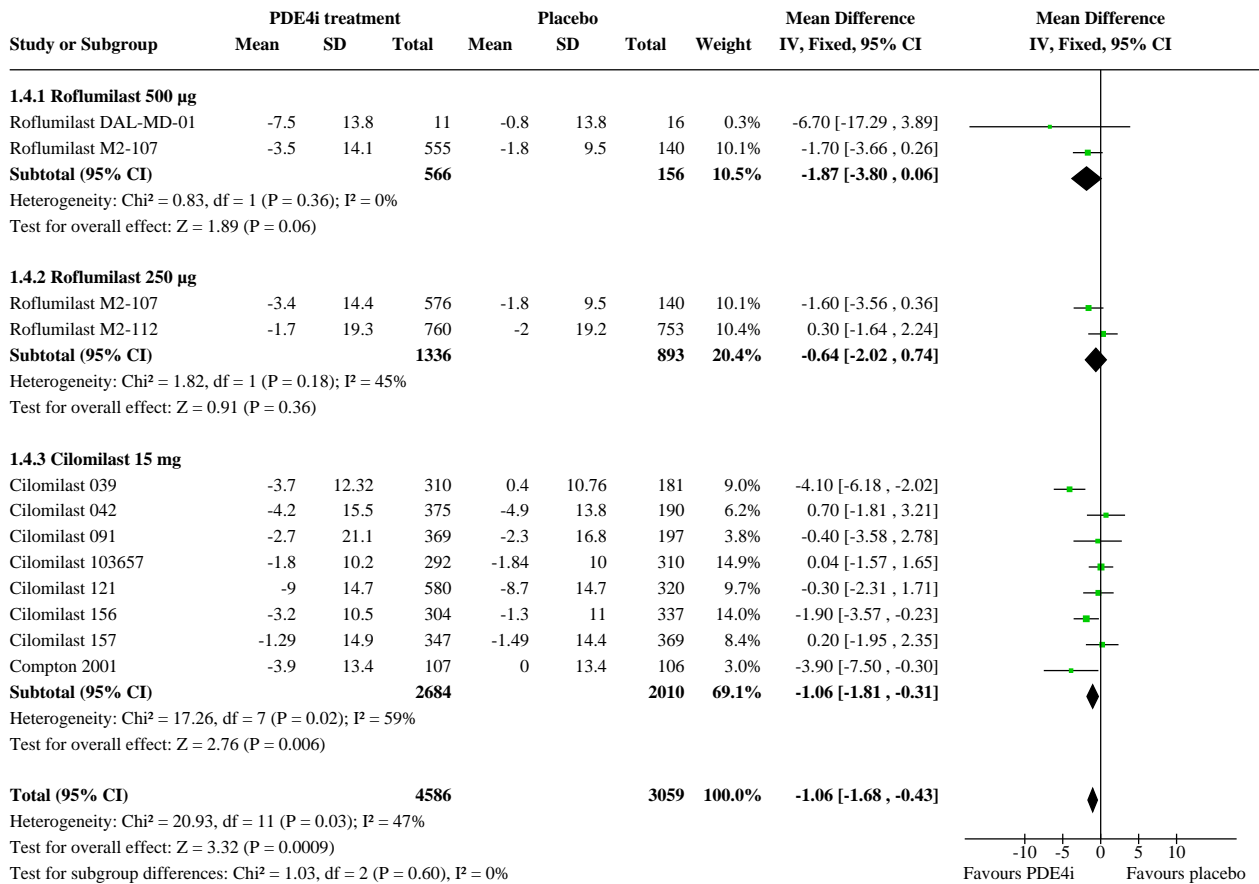 PDE4i treatment Placebo Mean Difference Mean Difference
Study or Subgroup Mean SD Total Mean SD Total Weight IV, Fixed, 95% CI IV, Fixed, 95% CI
1.4.1 Roflumilast 500 µg
Roflumilast DAL-MD-01 -7.5 13.8 11 -0.8 13.8 16 0.3% -6.70 [-17.29 , 3.89]
Roflumilast M2-107 -3.5 14.1 555 -1.8 9.5 140 10.1% -1.70 [-3.66 , 0.26]
Subtotal (95% CI) 566 156 10.5% -1.87 [-3.80 , 0.06]
Heterogeneity: Chi² = 0.83, df = 1 (P = 0.36); I² = 0%
Test for overall effect: Z = 1.89 (P = 0.06)
1.4.2 Roflumilast 250 µg
Roflumilast M2-107 -3.4 14.4 576 -1.8 9.5 140 10.1% -1.60 [-3.56 , 0.36]
Roflumilast M2-112 -1.7 19.3 760 -2 19.2 753 10.4% 0.30 [-1.64 , 2.24]
Subtotal (95% CI) 1336 893 20.4% -0.64 [-2.02 , 0.74]
Heterogeneity: Chi² = 1.82, df = 1 (P = 0.18); I² = 45%
Test for overall effect: Z = 0.91 (P = 0.36)
1.4.3 Cilomilast 15 mg
Cilomilast 039 -3.7 12.32 310 0.4 10.76 181 9.0% -4.10 [-6.18 , -2.02]
Cilomilast 042 -4.2 15.5 375 -4.9 13.8 190 6.2% 0.70 [-1.81 , 3.21]
Cilomilast 091 -2.7 21.1 369 -2.3 16.8 197 3.8% -0.40 [-3.58 , 2.78]
Cilomilast 103657 -1.8 10.2 292 -1.84 10 310 14.9% 0.04 [-1.57 , 1.65]
Cilomilast 121 -9 14.7 580 -8.7 14.7 320 9.7% -0.30 [-2.31 , 1.71]
Cilomilast 156 -3.2 10.5 304 -1.3 11 337 14.0% -1.90 [-3.57 , -0.23]
Cilomilast 157 -1.29 14.9 347 -1.49 14.4 369 8.4% 0.20 [-1.95 , 2.35]
Compton 2001 -3.9 13.4 107 0 13.4 106 3.0% -3.90 [-7.50 , -0.30]
Subtotal (95% CI) 2684 2010 69.1% -1.06 [-1.81 , -0.31]
Heterogeneity: Chi² = 17.26, df = 7 (P = 0.02); I² = 59%
Test for overall effect: Z = 2.76 (P = 0.006)
Total (95% CI) 4586 3059 100.0% -1.06 [-1.68 , -0.43]
Heterogeneity: Chi² = 20.93, df = 11 (P = 0.03); I² = 47%
Test for overall effect: Z = 3.32 (P = 0.0009)
-10 -5 0 5 10
Test for subgroup differences: Chi² = 1.03, df = 2 (P = 0.60), I² = 0%
Favours PDE4i Favours placebo